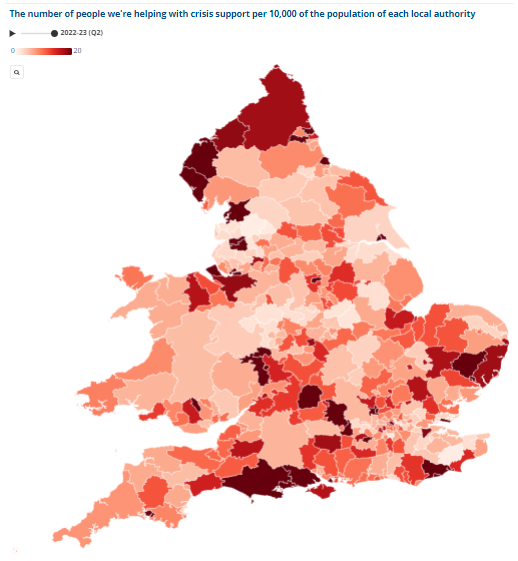 The number of people we're helping with crisis support per 10,000 of the population of each local authority
2022-23 (Q2)
0 20